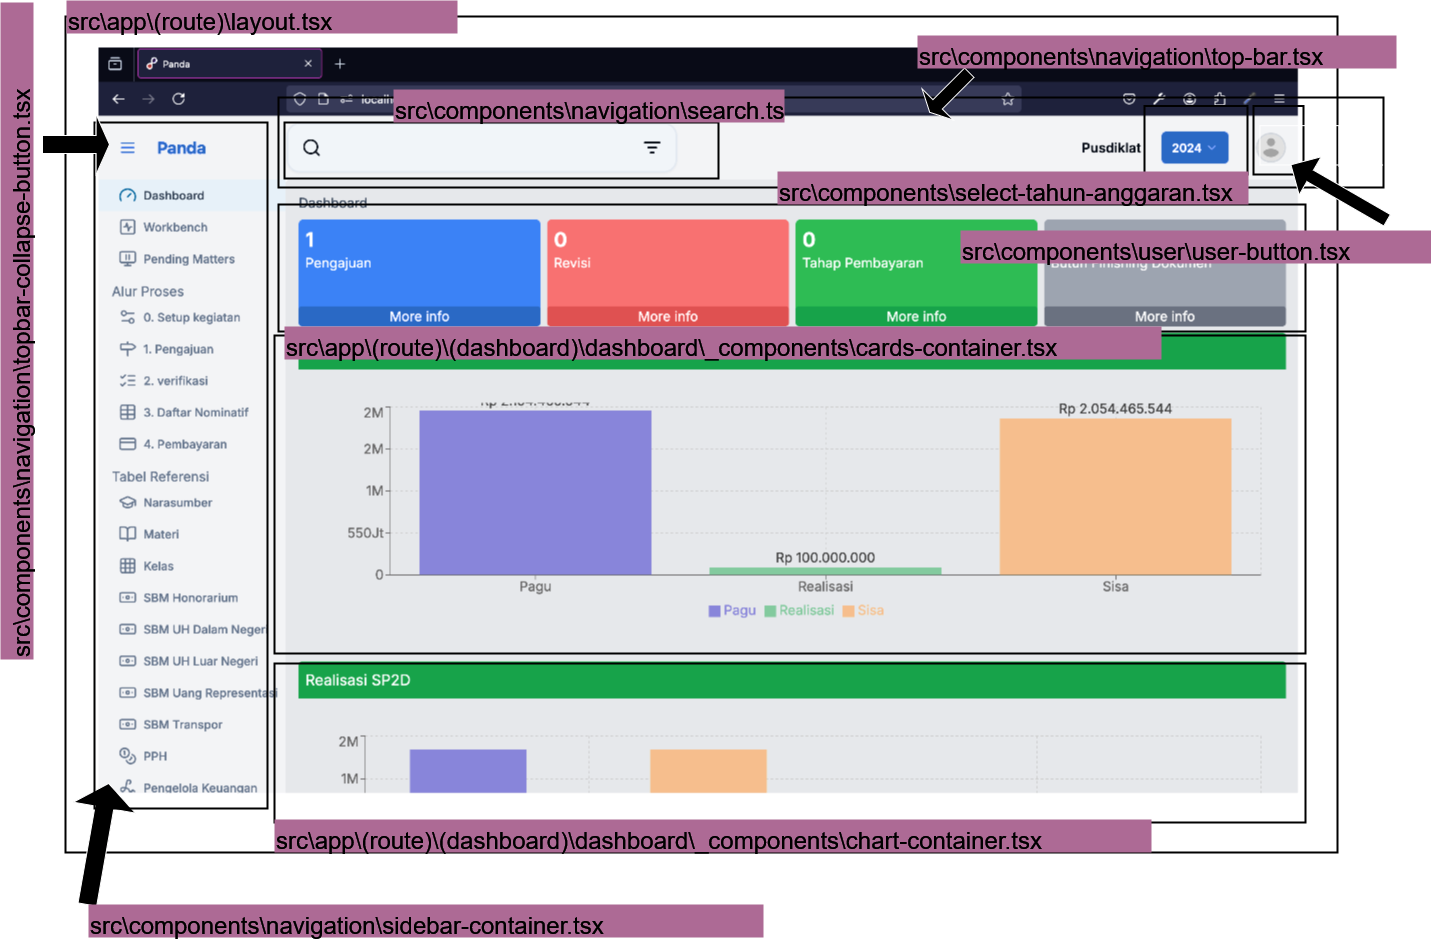 src\app\(route)\layout.tsx
src\components\navigation\top-bar.tsx
Panda
src\components\navigation\search.ts
src\components\navigation\topbar-collapse-button.tsx
Panda
Pusdiklat
2024
src\components\select-tahun-anggaran.tsx
src\components\user\user-button.tsx
Dashboard
Workbench
Pending Matters
Alur Proses
0. Setup kegiatan
1. Pengajuan
2. verifikasi
3. Daftar Nominatif
4. Pembayaran
Tabel Referensi
Narasumber
Materi
Kelas
SBM Honorarium
SBM UH Dalam Negeri
SBM UH Luar Negeri
SBM Uang Representasi
SBM Transpor
PPH
Pengelola Keuangan
Dashboard
1
Pengajuan
More info
0
Revisi
More info
0
Tahap Pembayaran
More info
Butuh Finishing Dokumen
More info
src\app\(route)\(dashboard)\dashboard\_components\cards-container.tsx
2M
2M
1M
550Jt
0
Rp 100.000.000
Rp 2.054.465.544
Pagu
Realisasi
Sisa
Pagu Realisasi Sisa
Realisasi SP2D
2M
1M
src\app\(route)\(dashboard)\dashboard\_components\chart-container.tsx
src\components\navigation\sidebar-container.tsx